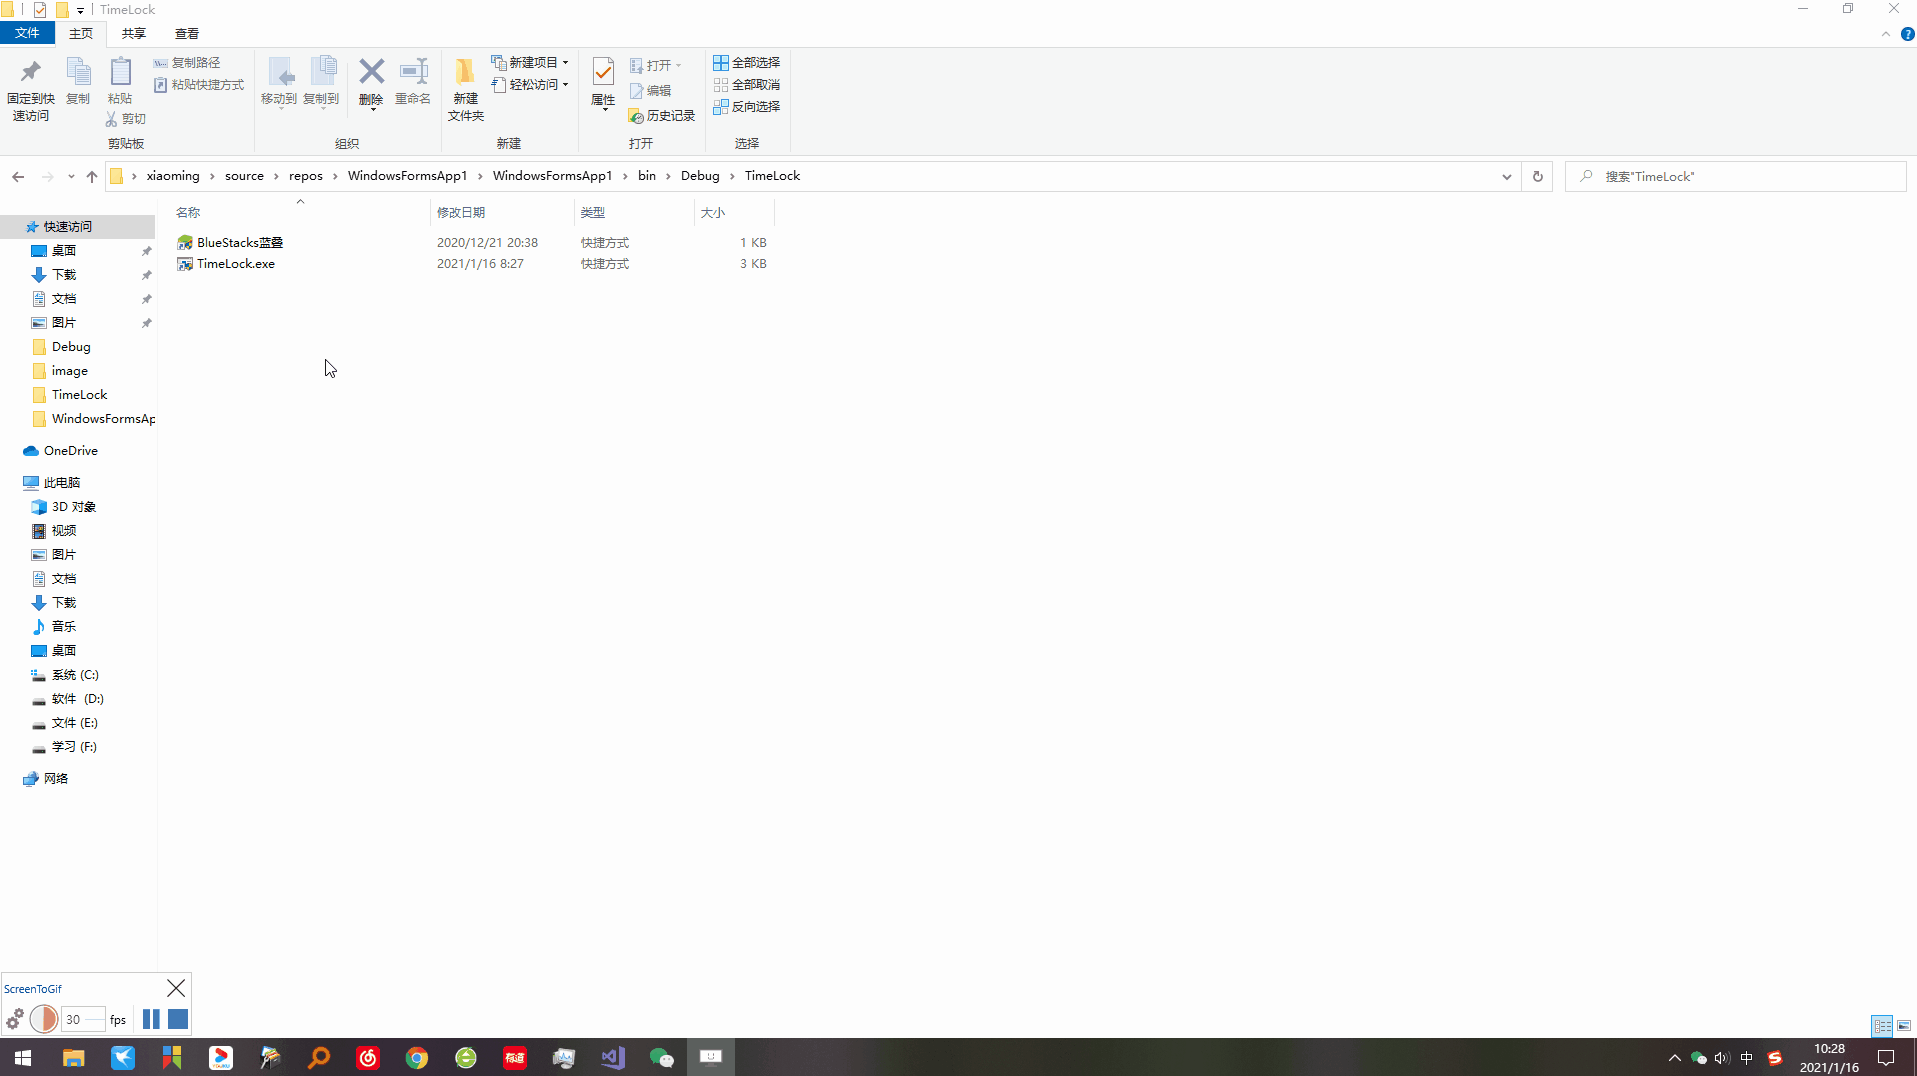 TimeLock
文件 主页 共享 查看
固定到快速访问 复制 粘贴 复制路径 粘贴快捷方式 剪切
移动到 复制到 删除 重命名
新建文件夹 新建项目 轻松访问
属性 打开 编辑 历史记录
全部选择 全部取消 反向选择
剪贴板 组织 新建 打开 选择
xiaoming › source › repos › WindowsFormsApp1 › WindowsFormsApp1 › bin › Debug › TimeLock
搜索"TimeLock"
名称 修改日期 类型 大小
BlueStacks蓝叠 2020/12/21 20:38 快捷方式 1 KB
TimeLock.exe 2021/1/16 8:27 快捷方式 3 KB
快速访问
桌面
下载
文档
图片
Debug
image
TimeLock
WindowsFormsAp
OneDrive
此电脑
3D 对象
视频
图片
文档
下载
音乐
桌面
系统 (C:)
软件 (D:)
文件 (E:)
学习 (F:)
网络
ScreenToGif
30 fps
YOUKU
有道
中
10:28
2021/1/16